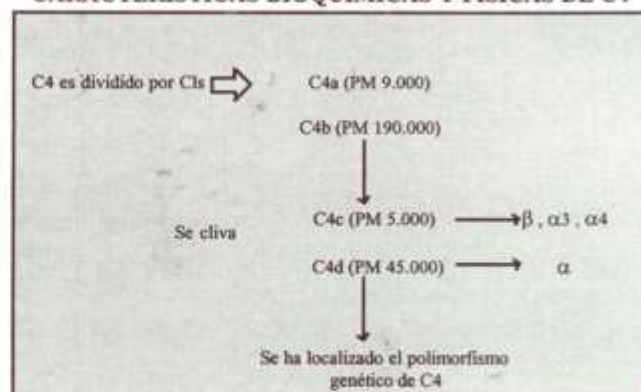 CARACTERÍSTICAS BIOQUÍMICAS Y FÍSICAS DE C4
C4 es dividido por Cls
C4a (PM 9.000)
C4b (PM 190.000)
Se cliva
C4c (PM 5.000)
β , α3 , α4
C4d (PM 45.000)
α
Se ha localizado el polimorfismo
genético de C4